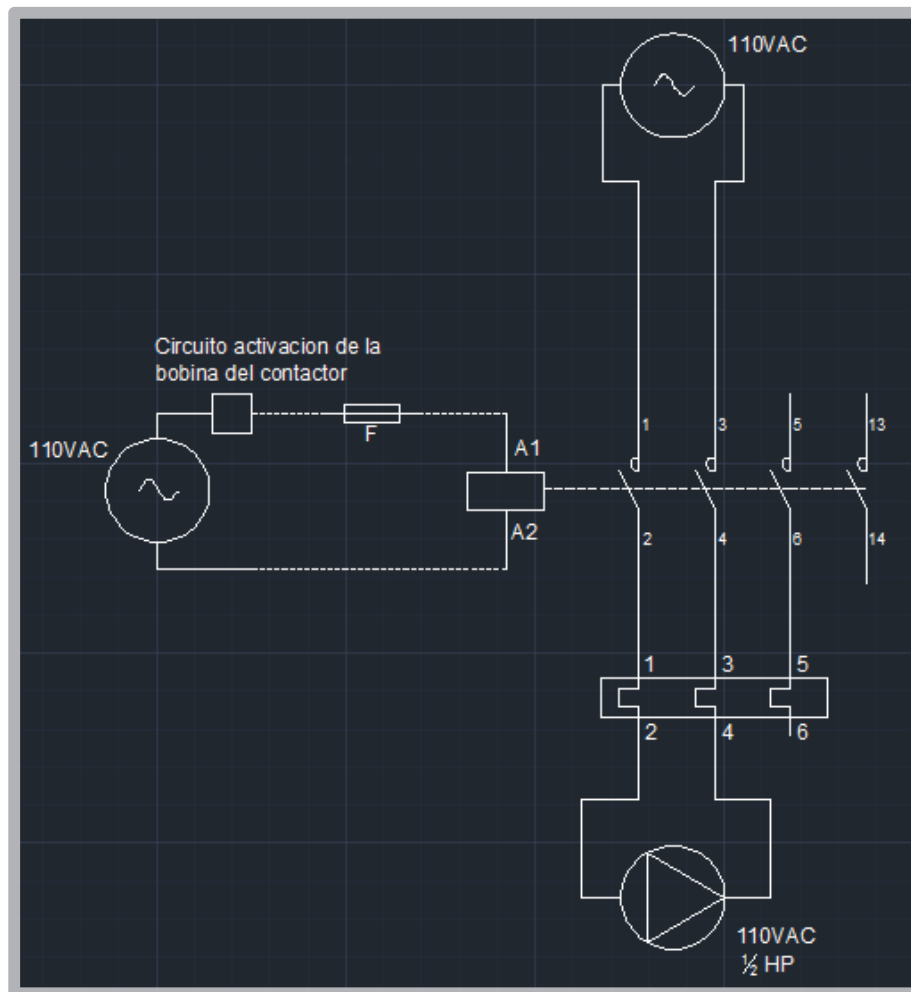 110VAC
Circuito activacion de la
bobina del contactor
110VAC
F
A1
A2
1 3 5 13
2 4 6 14
1 3 5
2 4 6
110VAC
½ HP